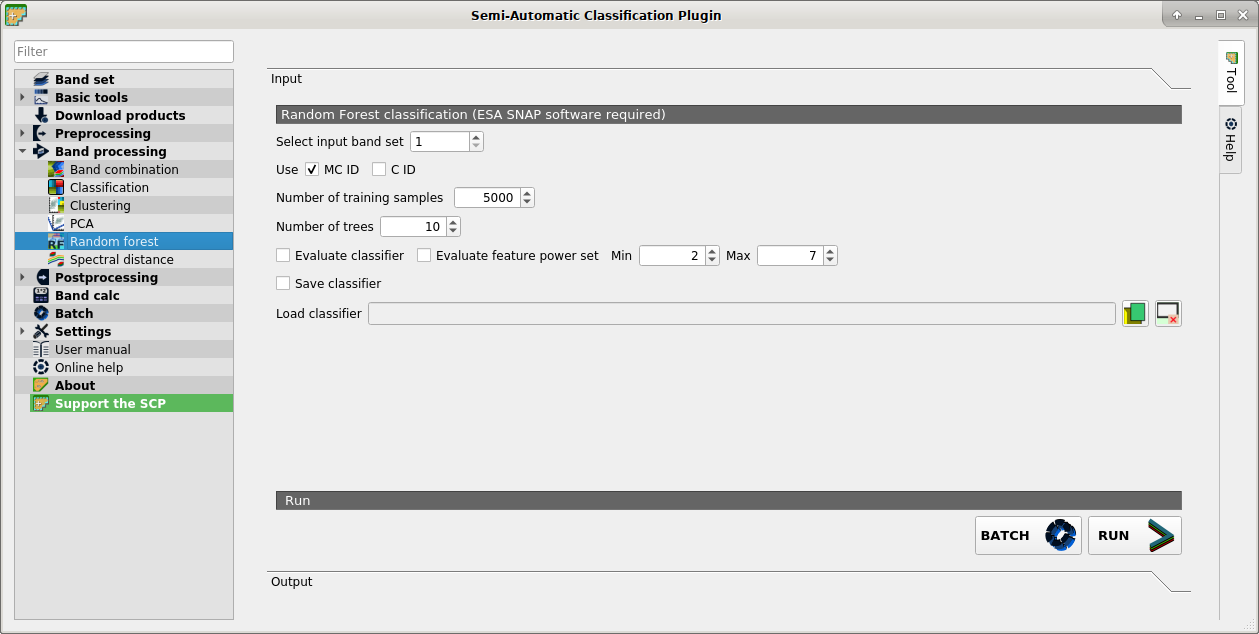 Semi-Automatic Classification Plugin
Filter
Band set
Basic tools
Download products
Preprocessing
Band processing
Band combination
Classification
Clustering
PCA
RF Random forest
Spectral distance
Postprocessing
Band calc
Batch
Settings
User manual
Online help
About
Support the SCP
Input
Random Forest classification (ESA SNAP software required)
Select input band set 1
Use MC ID C ID
Number of training samples 5000
Number of trees 10
Evaluate classifier Evaluate feature power set Min 2 Max 7
Save classifier
Load classifier
Run
BATCH RUN
Output
Tool
Help